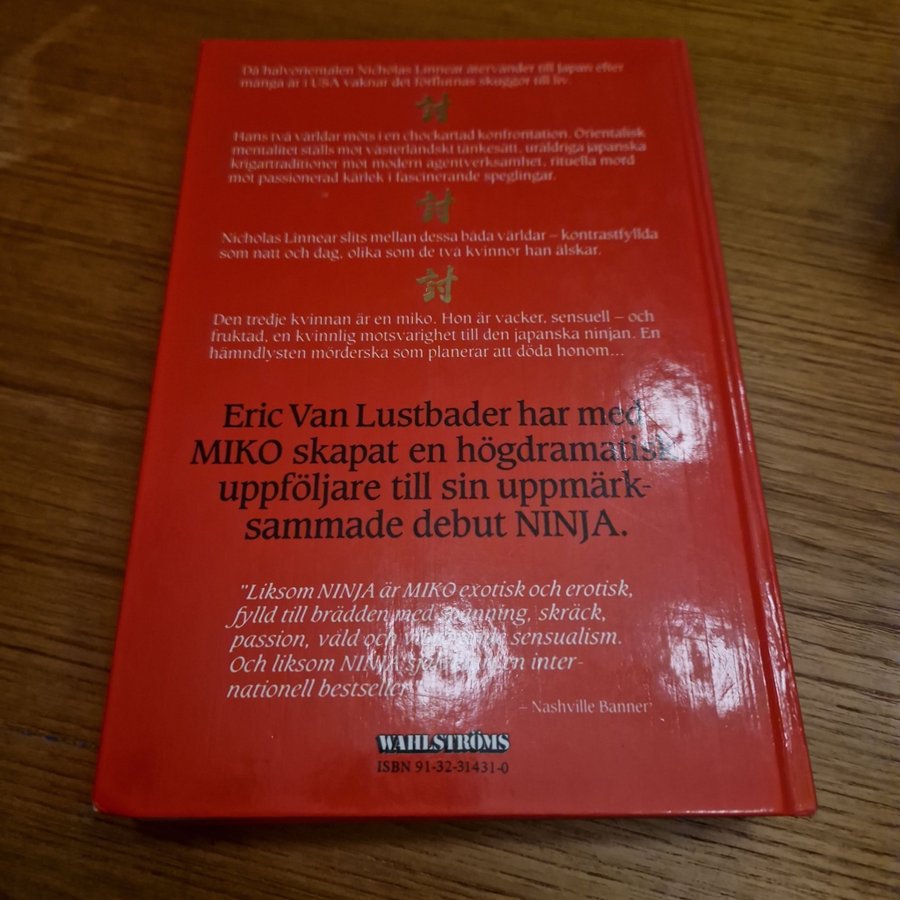 Då halvorientalen Nicholas Linnear återvänder till Japan efter
många år i USA vaknar det förflutnas skuggor till liv.
討
Hans två världar möts i en chockartad konfrontation. Orientalisk
mentalitet ställs mot västerländskt tänkesätt, uråldriga japanska
krigartraditioner mot modern agentverksamhet, rituella mord
mot passionerad kärlek i fascinerande speglingar.
討
Nicholas Linnear slits mellan dessa båda världar – kontrastfyllda
som natt och dag, olika som de två kvinnor han älskar.
討
Den tredje kvinnan är en miko. Hon är vacker, sensuell – och
fruktad, en kvinnlig motsvarighet till den japanska ninjan. En
hämndlysten mörderska som planerar att döda honom...
Eric Van Lustbader har med
MIKO skapat en högdramatisk
uppföljare till sin uppmärk-
sammade debut NINJA.
"Liksom NINJA är MIKO exotisk och erotisk,
fylld till brädden med spänning, skräck,
passion, våld och sensualism.
Och liksom NINJA en inter-
nationell bestseller
– Nashville Banner
WAHLSTRÖMS
ISBN 91-32-31431-0